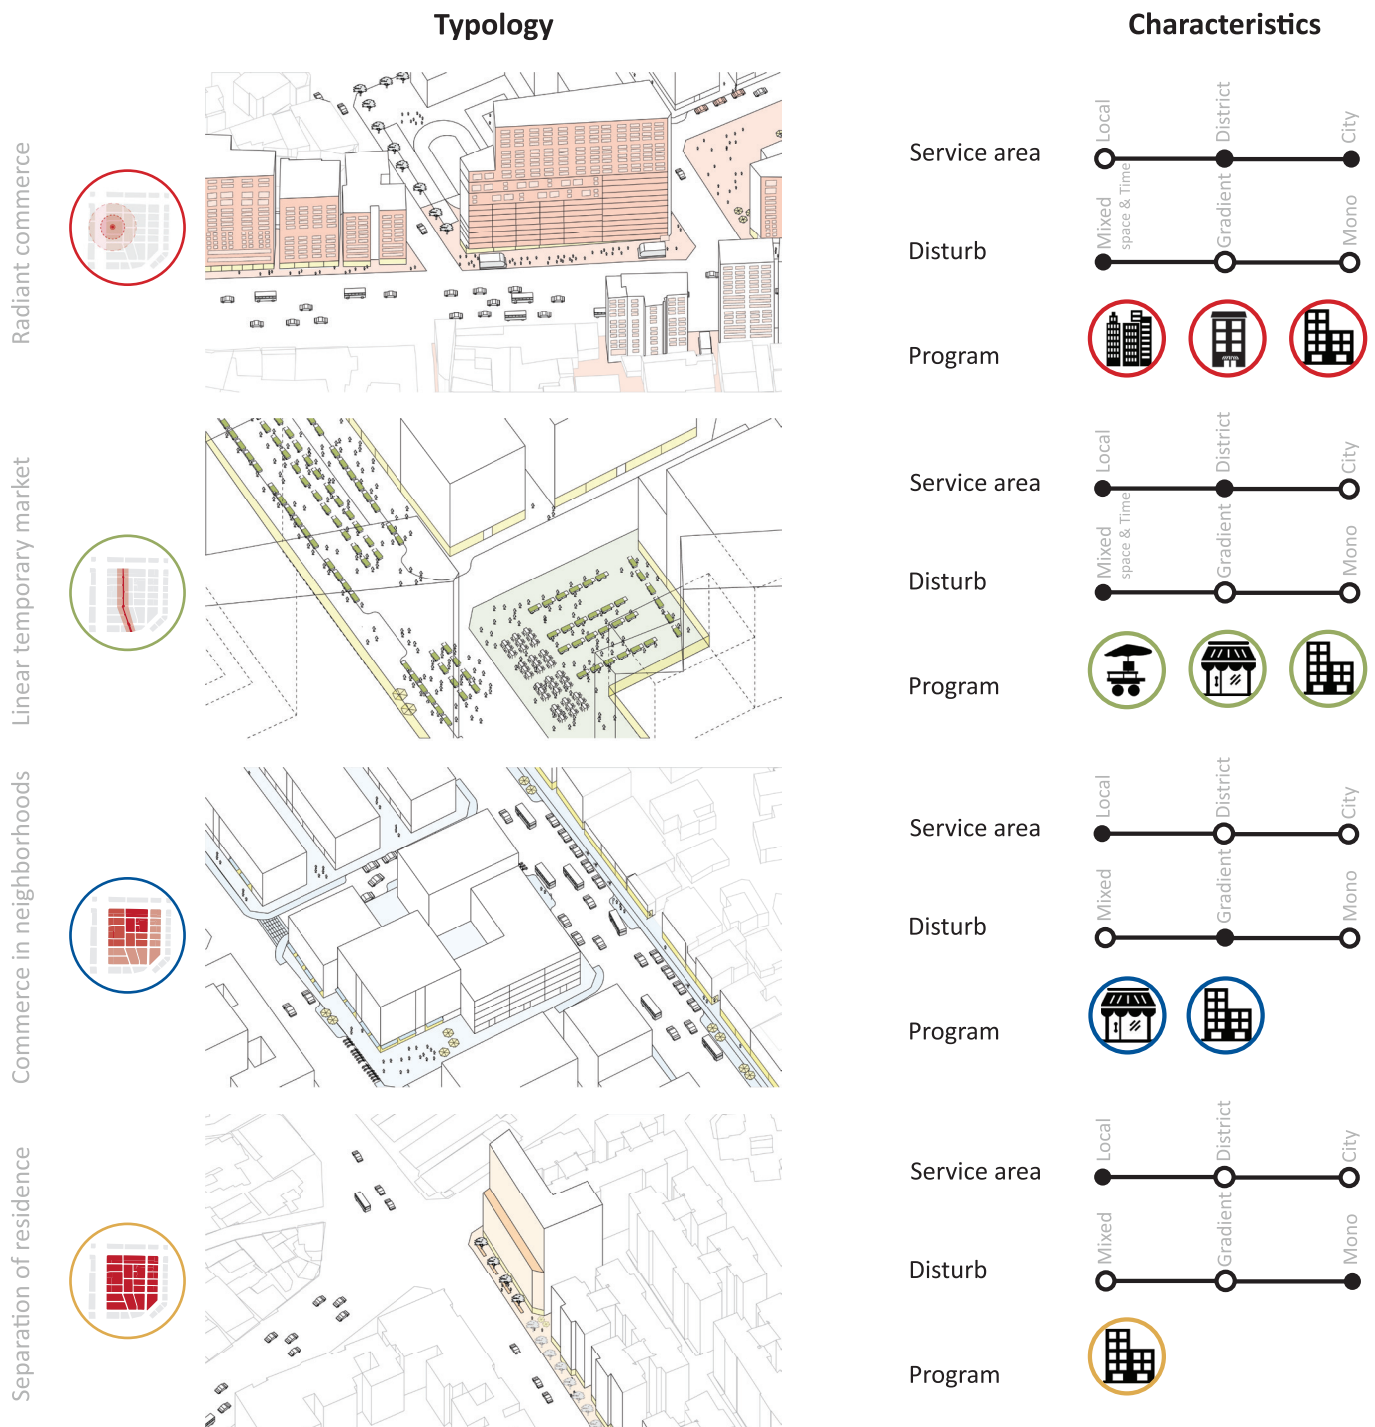 Typology
Characteristics
Radiant commerce
Service area
Local
District
City
Disturb
Mixed
space & Time
Gradient
Mono
Program
Linear temporary market
Service area
Local
District
City
Disturb
Mixed
space & Time
Gradient
Mono
Program
Commerce in neighborhoods
Service area
Local
District
City
Disturb
Mixed
Gradient
Mono
Program
Separation of residence
Service area
Local
District
City
Disturb
Mixed
Gradient
Mono
Program